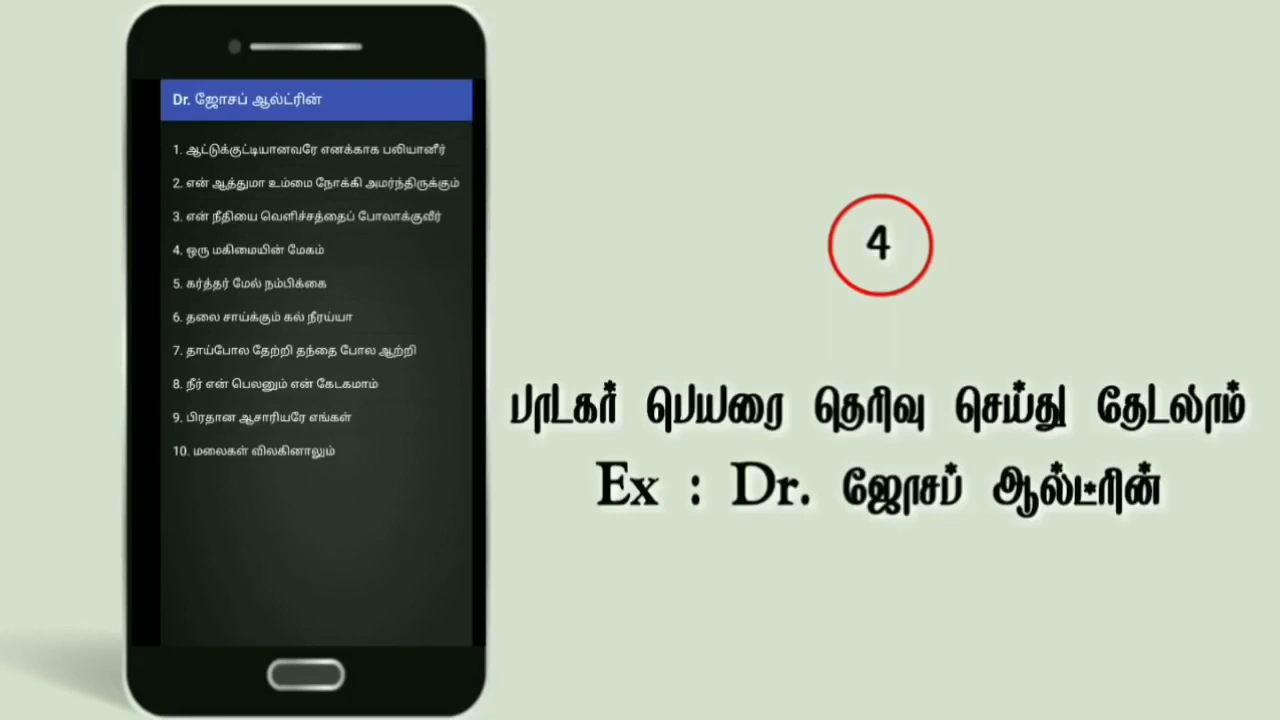 Dr. ஜோசப் ஆல்ட்ரின்
1. ஆட்டுக்குட்டியானவரே எனக்காக பலியானீர்
2. என் ஆத்துமா உம்மை நோக்கி அமர்ந்திருக்கும்
3. என் நீதியை வெளிச்சத்தைப் போலாக்குவீர்
4. ஒரு மகிமையின் மேகம்
5. கர்த்தர் மேல் நம்பிக்கை
6. தலை சாய்க்கும் கல் நீரய்யா
7. தாய்போல தேற்றி தந்தை போல ஆற்றி
8. நீர் என் பெலனும் என் கேடகமாம்
9. பிரதான ஆசாரியரே எங்கள்
10. மலைகள் விலகினாலும்
4
பாடகர் பெயரை தெரிவு செய்து தேடலாம்
Ex : Dr. ஜோசப் ஆல்ட்ரின்